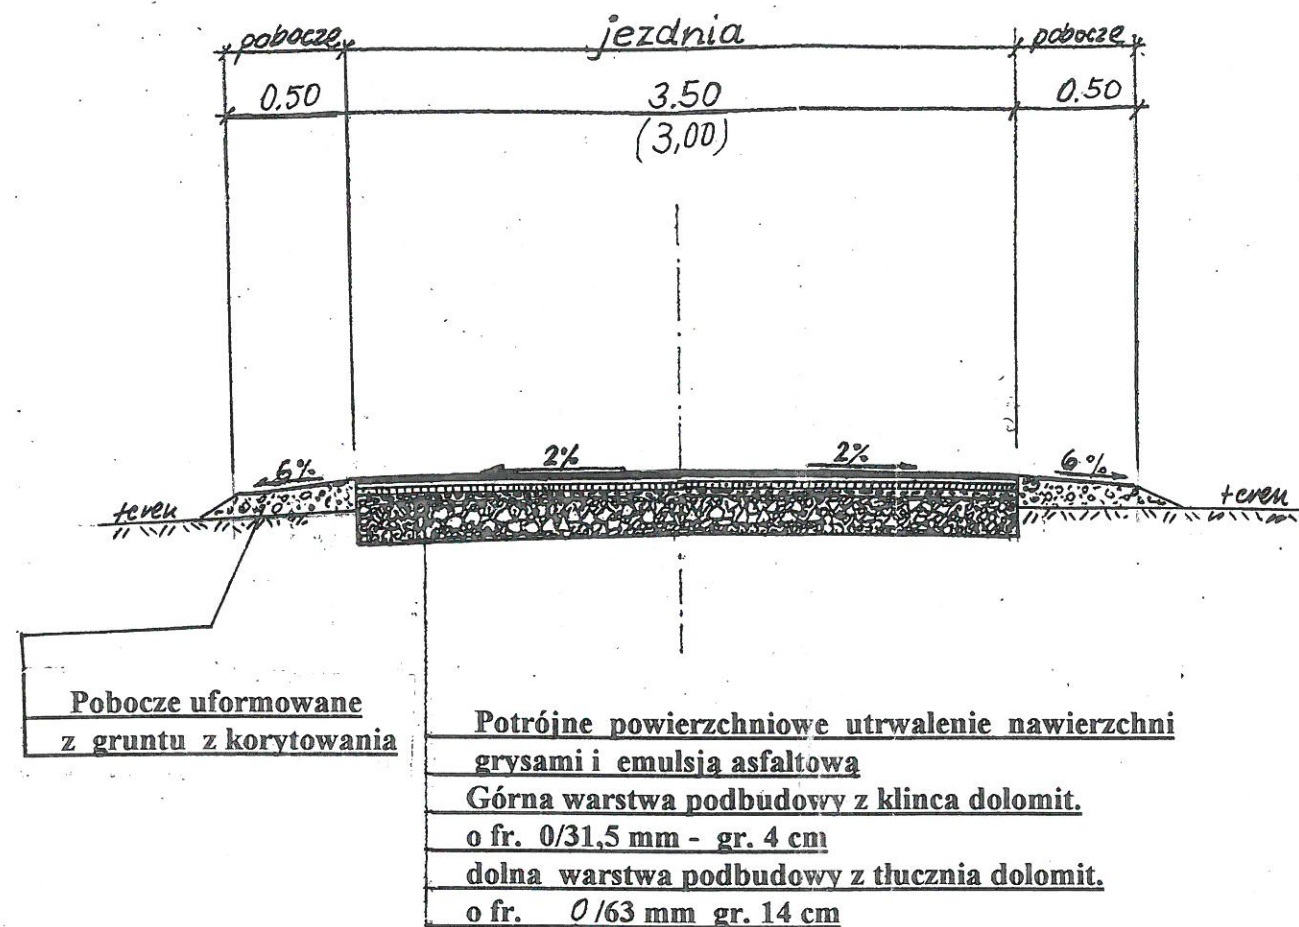 pobocze jezdnia pobocze
0.50 3.50 0.50
(3,00)
6% 2% 2% 6%
teren teren
Pobocze uformowane
z gruntu z korytowania
Potrójne powierzchniowe utrwalenie nawierzchni
grysami i emulsją asfaltową
Górna warstwa podbudowy z klinca dolomit.
o fr. 0/31,5 mm - gr. 4 cm
dolna warstwa podbudowy z tłucznia dolomit.
o fr. 0/63 mm gr. 14 cm